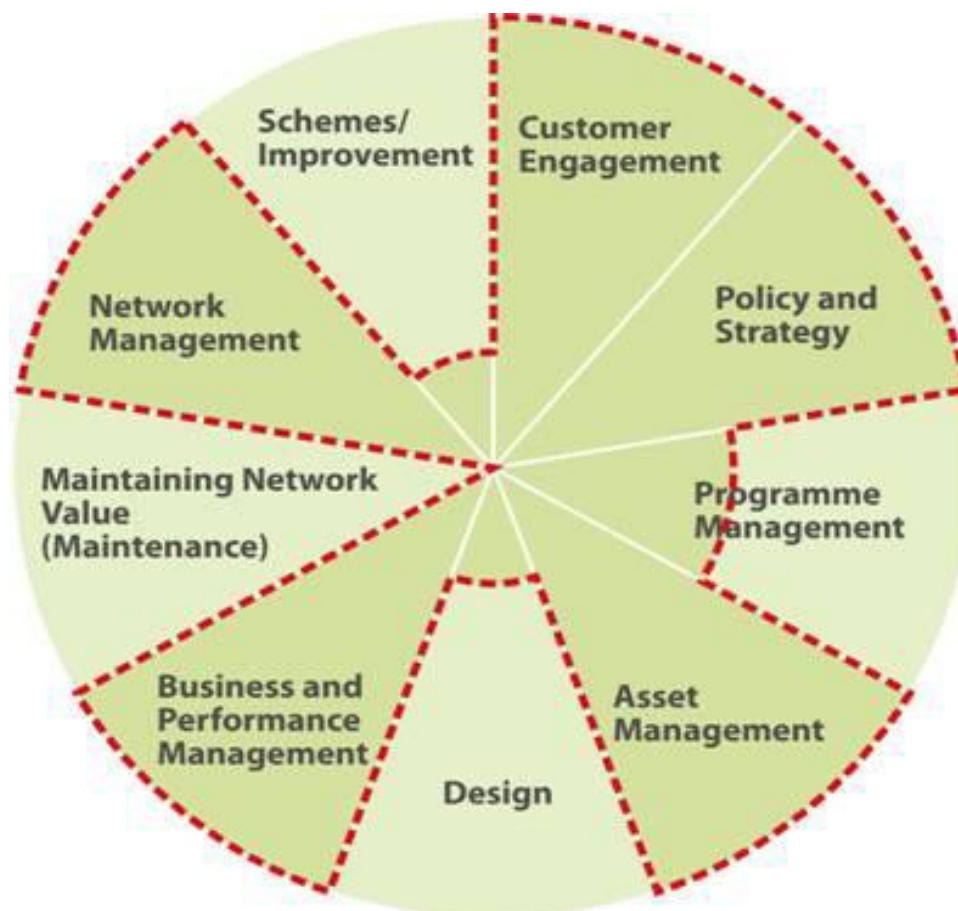 Schemes/
Improvement
Customer
Engagement
Policy and
Strategy
Programme
Management
Asset
Management
Design
Business and
Performance
Management
Maintaining Network
Value
(Maintenance)
Network
Management